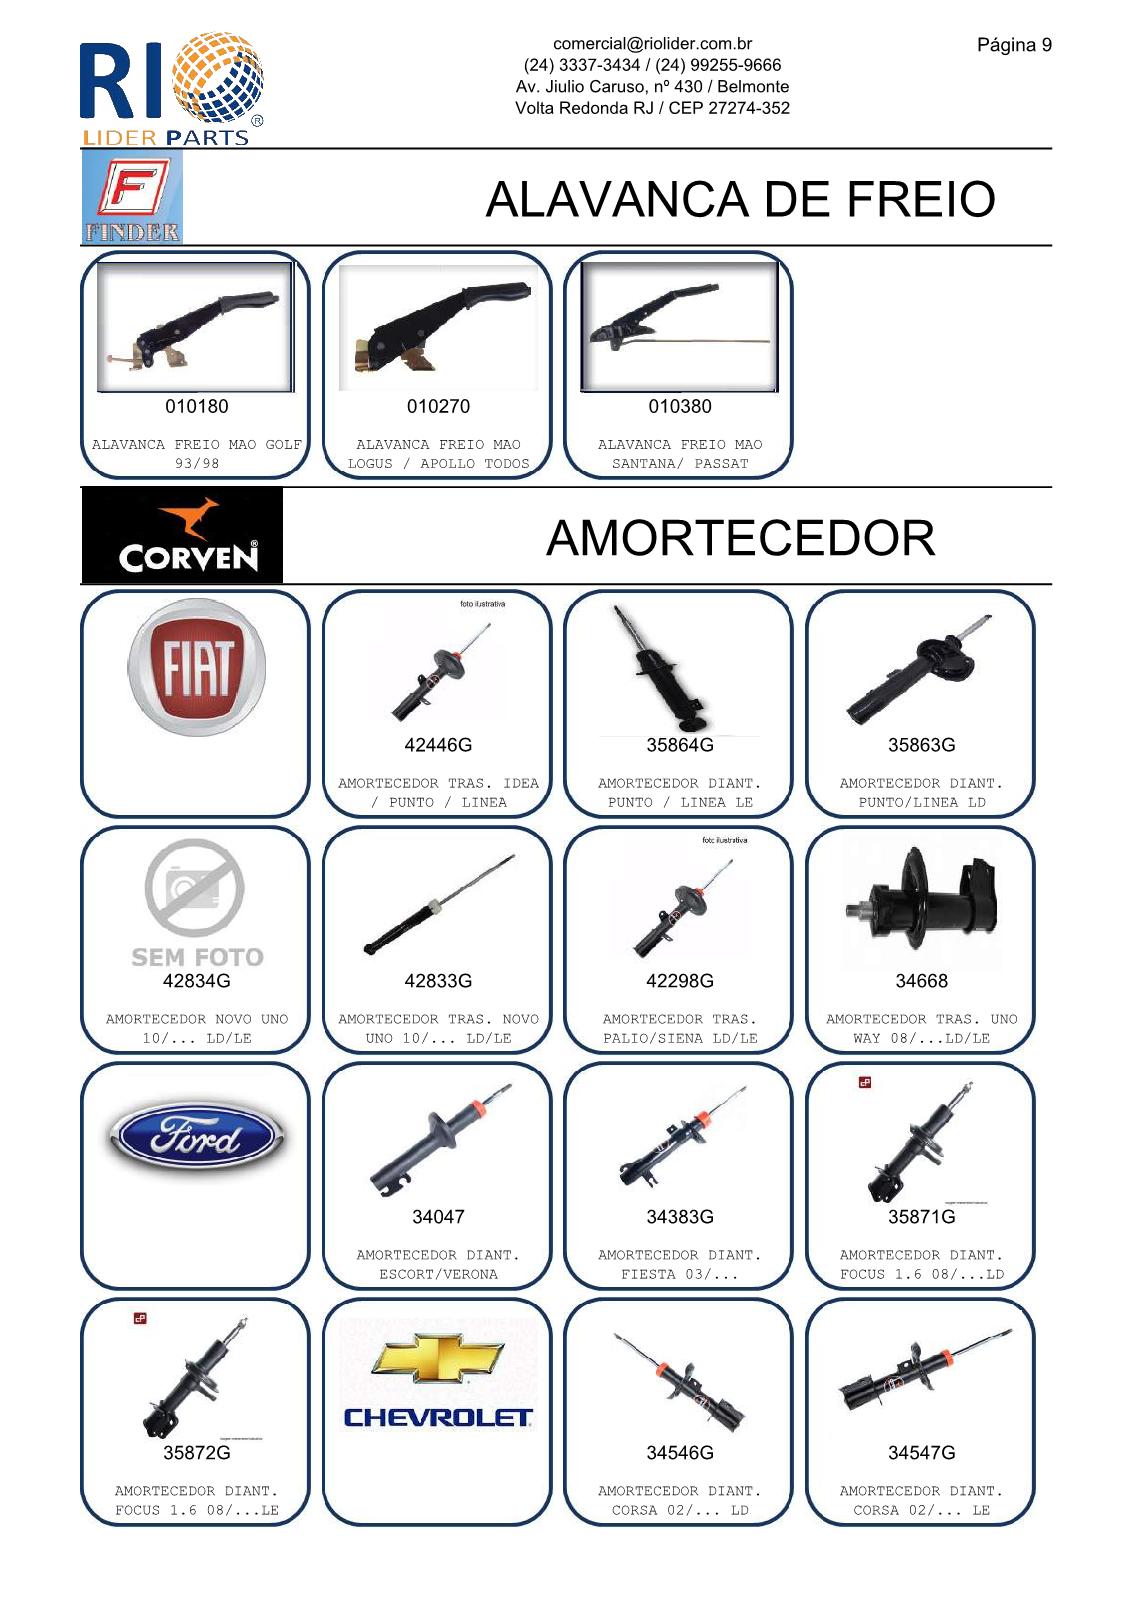 RIO
LIDER PARTS
®
comercial@riolider.com.br
(24) 3337-3434 / (24) 99255-9666
Av. Jiulio Caruso, nº 430 / Belmonte
Volta Redonda RJ / CEP 27274-352
Página 9
F
FINDER
ALAVANCA DE FREIO
010180
ALAVANCA FREIO MAO GOLF
93/98
010270
ALAVANCA FREIO MAO
LOGUS / APOLLO TODOS
010380
ALAVANCA FREIO MAO
SANTANA/ PASSAT
CORVEN®
AMORTECEDOR
FIAT
foto ilustrativa
42446G
AMORTECEDOR TRAS. IDEA
/ PUNTO / LINEA
35864G
AMORTECEDOR DIANT.
PUNTO / LINEA LE
35863G
AMORTECEDOR DIANT.
PUNTO/LINEA LD
SEM FOTO
42834G
AMORTECEDOR NOVO UNO
10/... LD/LE
42833G
AMORTECEDOR TRAS. NOVO
UNO 10/... LD/LE
foto ilustrativa
42298G
AMORTECEDOR TRAS.
PALIO/SIENA LD/LE
34668
AMORTECEDOR TRAS. UNO
WAY 08/...LD/LE
Ford
34047
AMORTECEDOR DIANT.
ESCORT/VERONA
34383G
AMORTECEDOR DIANT.
FIESTA 03/...
35871G
AMORTECEDOR DIANT.
FOCUS 1.6 08/...LD
35872G
AMORTECEDOR DIANT.
FOCUS 1.6 08/...LE
CHEVROLET
34546G
AMORTECEDOR DIANT.
CORSA 02/... LD
34547G
AMORTECEDOR DIANT.
CORSA 02/... LE